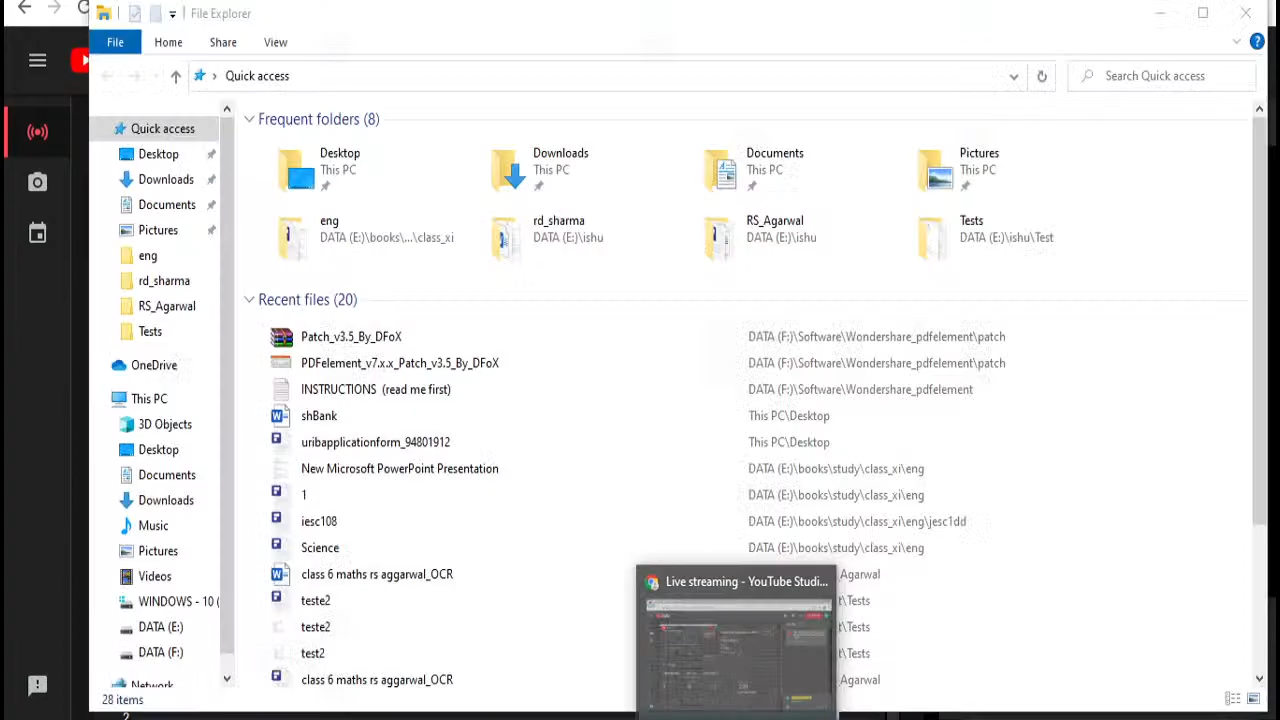 File Explorer
File Home Share View
Quick access Search Quick access
Quick access
Desktop
Downloads
Documents
Pictures
eng
rd_sharma
RS_Agarwal
Tests
OneDrive
This PC
3D Objects
Desktop
Documents
Downloads
Music
Pictures
Videos
WINDOWS - 10 (
DATA (E:)
DATA (F:)
Network
Frequent folders (8)
Desktop
This PC
Downloads
This PC
Documents
This PC
Pictures
This PC
eng
DATA (E:)\books\...\class_xi
rd_sharma
DATA (E:)\ishu
RS_Agarwal
DATA (E:)\ishu
Tests
DATA (E:)\ishu\Test
Recent files (20)
Patch_v3.5_By_DFoX DATA (F:)\Software\Wondershare_pdfelement\patch
PDFelement_v7.x.x_Patch_v3.5_By_DFoX DATA (F:)\Software\Wondershare_pdfelement\patch
INSTRUCTIONS (read me first) DATA (F:)\Software\Wondershare_pdfelement
shBank This PC\Desktop
uribapplicationform_94801912 This PC\Desktop
New Microsoft PowerPoint Presentation DATA (E:)\books\study\class_xi\eng
1 DATA (E:)\books\study\class_xi\eng
iesc108 DATA (E:)\books\study\class_xi\eng\jesc1dd
Science DATA (E:)\books\study\class_xi\eng
class 6 maths rs aggarwal_OCR Agarwal
teste2 t\Tests
teste2 t\Tests
test2 t\Tests
class 6 maths rs aggarwal_OCR Agarwal
Live streaming - YouTube Studi...
28 items
2